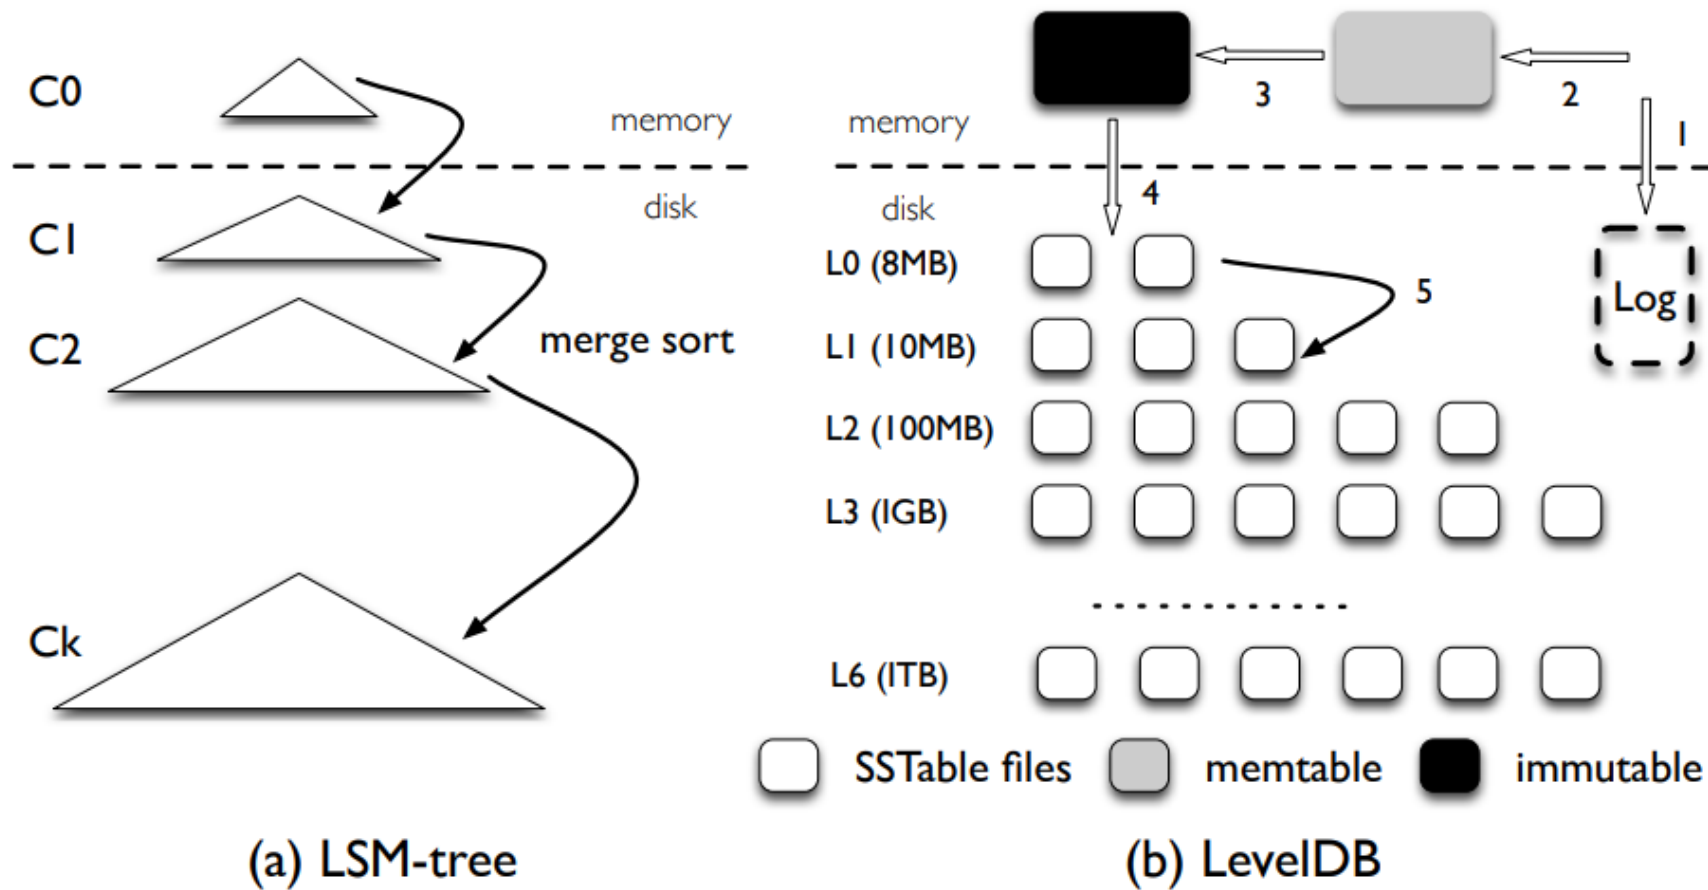 C0
memory
disk
C1
C2
merge sort
Ck
(a) LSM-tree
memory
3
2
1
4
disk
L0 (8MB)
5
Log
L1 (10MB)
L2 (100MB)
L3 (1GB)
L6 (1TB)
SSTable files
memtable
immutable
(b) LevelDB